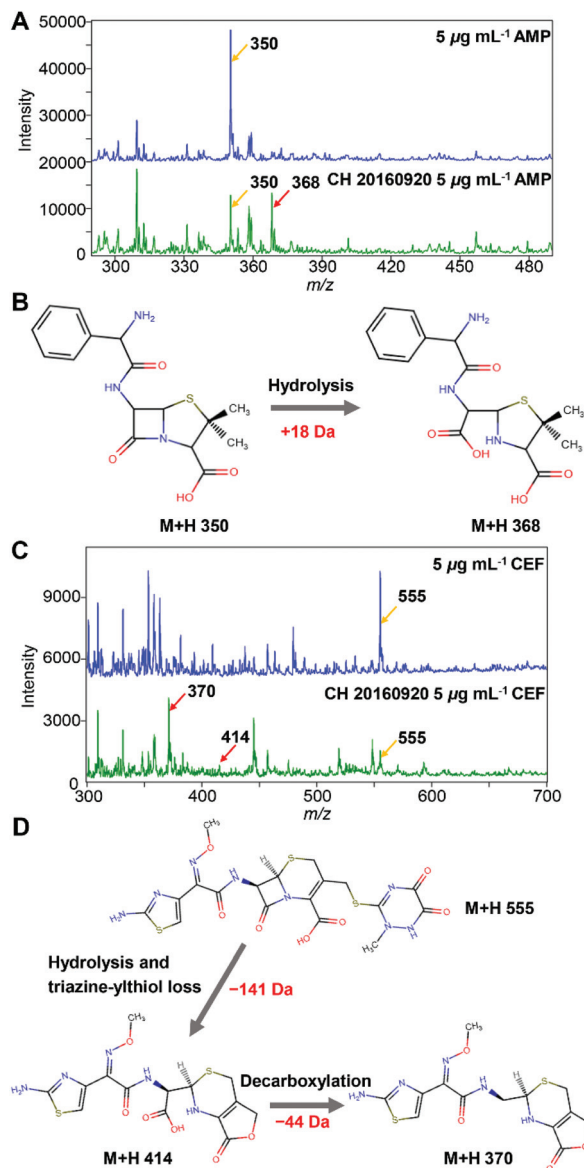 A
50000
5 µg mL⁻¹ AMP
350
40000
30000
Intensity
20000
CH 20160920 5 µg mL⁻¹ AMP
350
368
10000
0
300 330 360 390 420 450 480
m/z
B
NH₂
O
HN
S
CH₃
CH₃
N
O
O
HO
M+H 350
Hydrolysis
+18 Da
NH₂
O
HN
S
CH₃
CH₃
O
OH
HN
O
HO
M+H 368
C
5 µg mL⁻¹ CEF
9000
555
6000
Intensity
CH 20160920 5 µg mL⁻¹ CEF
370
3000
414
555
0
300 400 500 600 700
m/z
D
CH₃
O
N
H
N
H
S
N
H₂N
S
O
O
N
O
HO
S
N
O
O
N
NH
H₃C
M+H 555
Hydrolysis and
triazine-ylthiol loss
−141 Da
CH₃
O
N
H
N
H
S
N
H₂N
S
O
O
OH
HN
O
O
M+H 414
Decarboxylation
−44 Da
CH₃
O
N
H
N
H
S
N
H₂N
S
O
HN
O
O
M+H 370